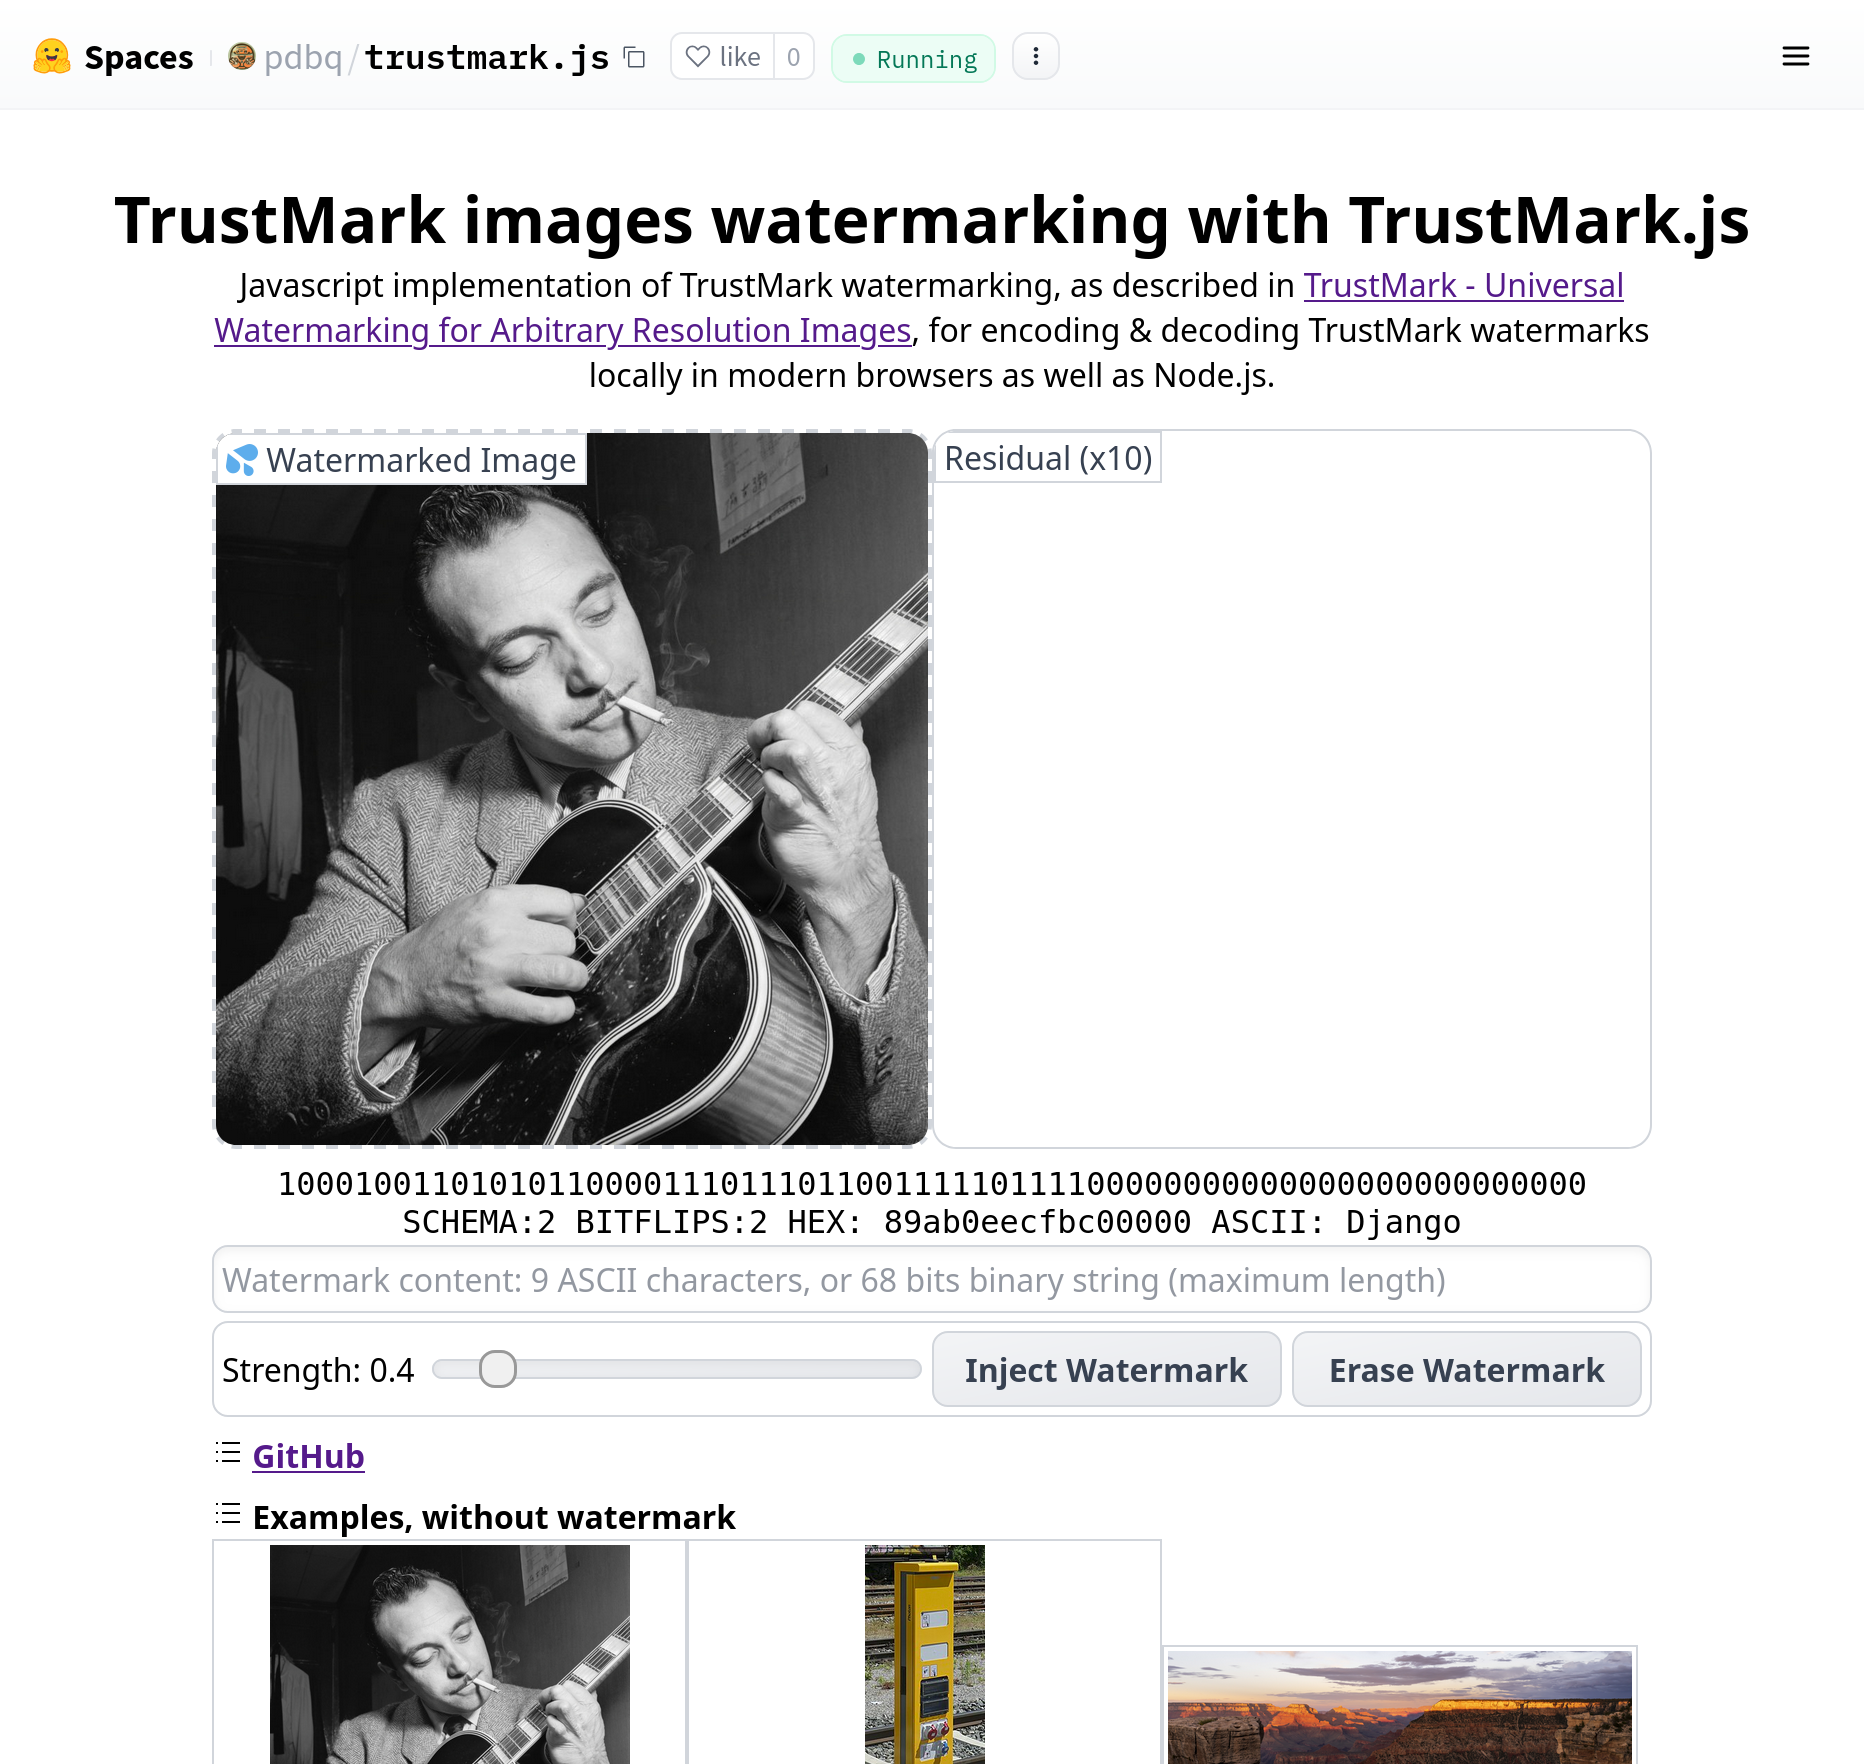 Spaces pdbq/trustmark.js like 0 Running
TrustMark images watermarking with TrustMark.js
Javascript implementation of TrustMark watermarking, as described in TrustMark - Universal
Watermarking for Arbitrary Resolution Images, for encoding & decoding TrustMark watermarks
locally in modern browsers as well as Node.js.
Watermarked Image
Residual (x10)
10001001101010110000111011101100111110111100000000000000000000000000
SCHEMA:2 BITFLIPS:2 HEX: 89ab0eecfbc00000 ASCII: Django
Watermark content: 9 ASCII characters, or 68 bits binary string (maximum length)
Strength: 0.4 Inject Watermark Erase Watermark
GitHub
Examples, without watermark